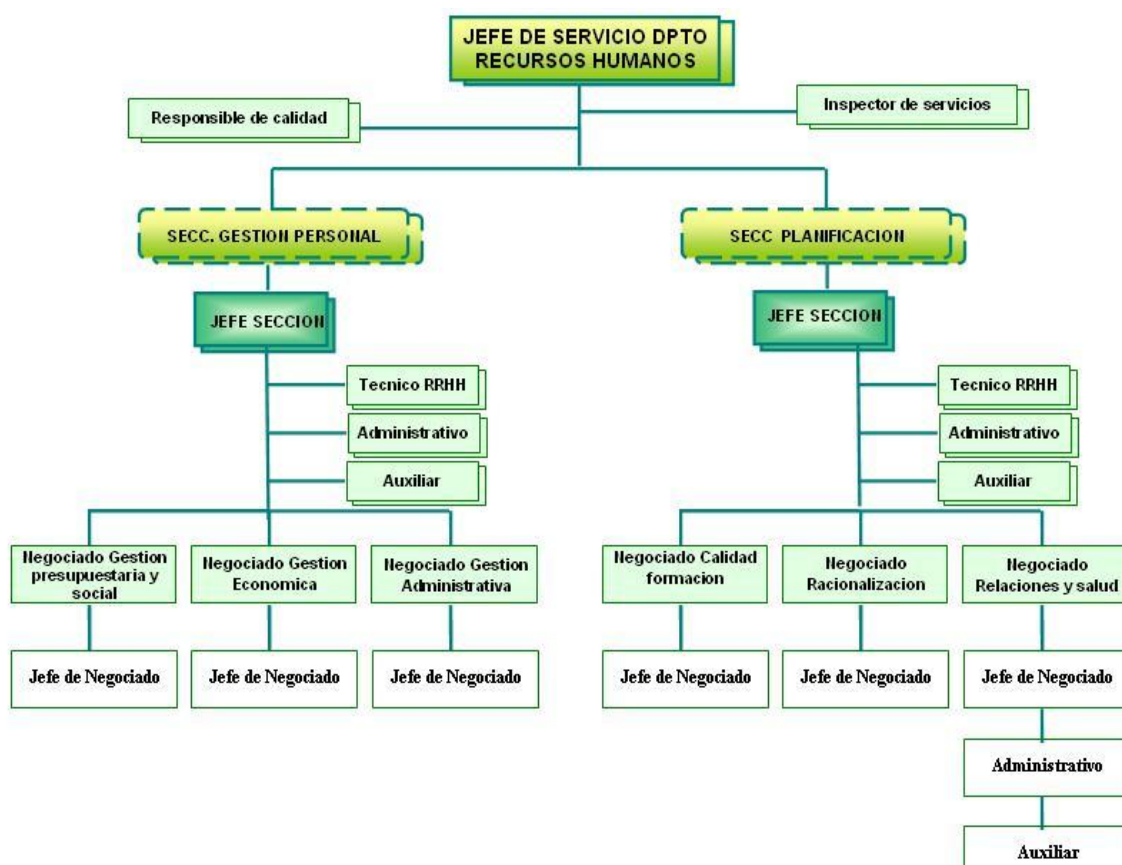 JEFE DE SERVICIO DPTO
RECURSOS HUMANOS
Responsible de calidad
Inspector de servicios
SECC. GESTION PERSONAL
SECC PLANIFICACION
JEFE SECCION
JEFE SECCION
Tecnico RRHH
Administrativo
Auxiliar
Tecnico RRHH
Administrativo
Auxiliar
Negociado Gestion
presupuestaria y
social
Negociado Gestion
Economica
Negociado Gestion
Administrativa
Negociado Calidad
formacion
Negociado
Racionalizacion
Negociado
Relaciones y salud
Jefe de Negociado
Jefe de Negociado
Jefe de Negociado
Jefe de Negociado
Jefe de Negociado
Jefe de Negociado
Administrativo
Auxiliar